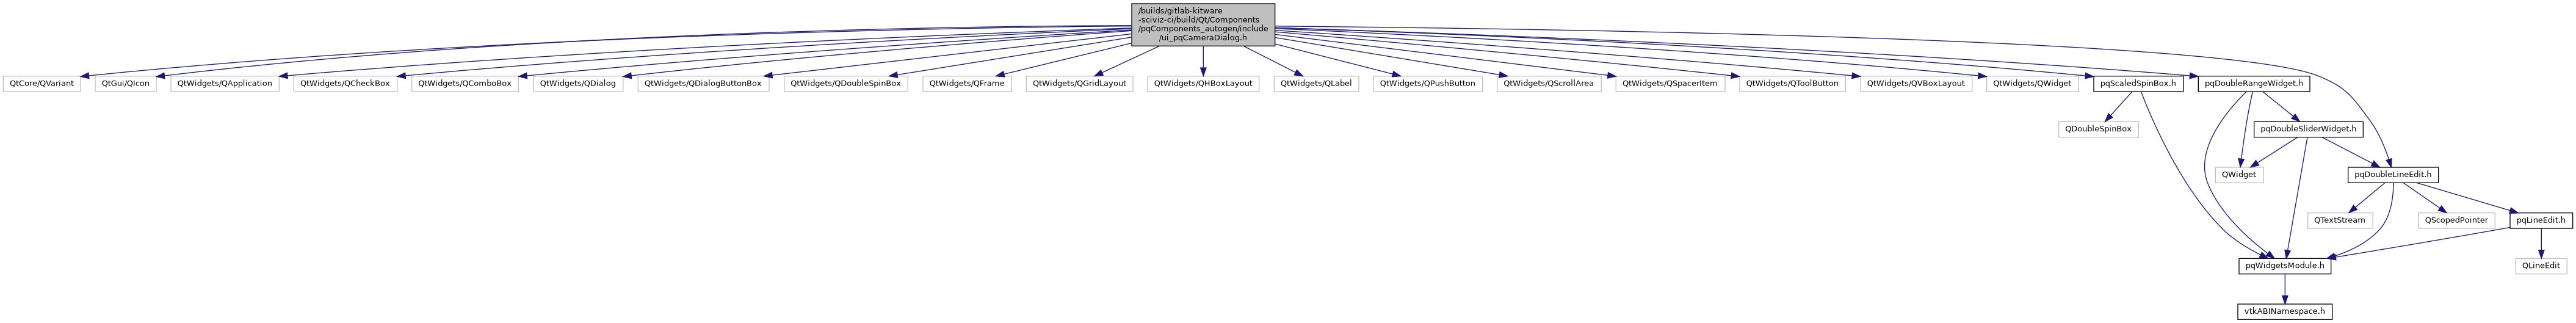 /builds/gitlab-kitware
-sciviz-ci/build/Qt/Components
/pqComponents_autogen/include
/ui_pqCameraDialog.h
QtCore/QVariant
QtGui/QIcon
QtWidgets/QApplication
QtWidgets/QCheckBox
QtWidgets/QComboBox
QtWidgets/QDialog
QtWidgets/QDialogButtonBox
QtWidgets/QDoubleSpinBox
QtWidgets/QFrame
QtWidgets/QGridLayout
QtWidgets/QHBoxLayout
QtWidgets/QLabel
QtWidgets/QPushButton
QtWidgets/QScrollArea
QtWidgets/QSpacerItem
QtWidgets/QToolButton
QtWidgets/QVBoxLayout
QtWidgets/QWidget
pqScaledSpinBox.h
pqDoubleRangeWidget.h
QDoubleSpinBox
pqDoubleSliderWidget.h
QWidget
pqDoubleLineEdit.h
QTextStream
QScopedPointer
pqLineEdit.h
pqWidgetsModule.h
QLineEdit
vtkABINamespace.h